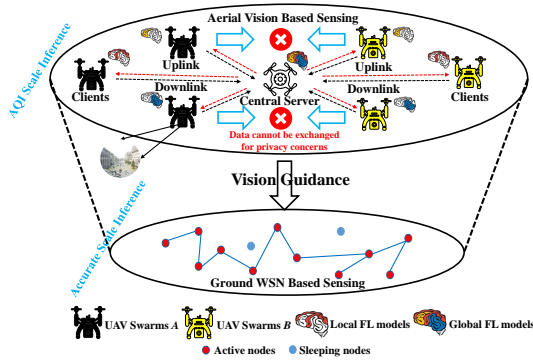 Aerial Vision Based Sensing
AQI Scale Inference
Uplink
Uplink
Clients
Downlink
Central Server
Downlink
Clients
Data cannot be exchanged
for privacy concerns
Vision Guidance
Accurate Scale Inference
Ground WSN Based Sensing
UAV Swarms A
UAV Swarms B
Local FL models
Global FL models
Active nodes
Sleeping nodes